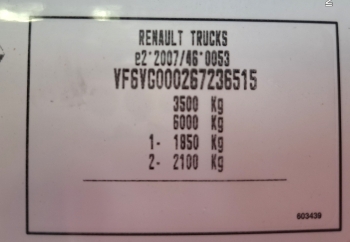 RENAULT TRUCKS
e2*2007/46*0053
VF6VG000267236515
3500 Kg
6000 Kg
1- 1850 Kg
2- 2100 Kg
603439